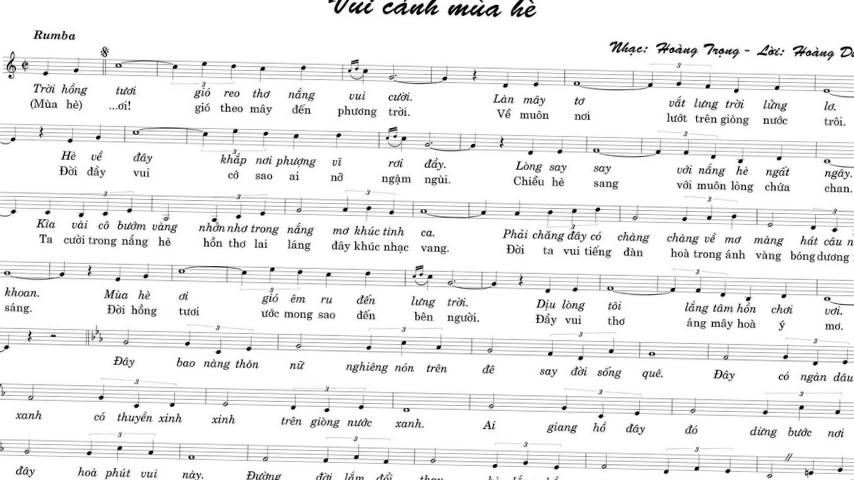 Vui cảnh mùa hè
Rumba
Nhạc: Hoàng Trọng - Lời: Hoàng
Trời hồng tươi gió reo thơ nắng vui cười. Làn mây tơ vắt lưng trời lững lơ.
(Mùa hè) ...ơi! gió theo mây đến phương trời. Về muôn nơi lướt trên giòng nước trôi.
Hè về đây khắp nơi phượng vĩ rơi đầy. Lòng say say với nắng hè ngất ngây.
Đời đầy vui cớ sao ai nỡ ngậm ngùi. Chiều hè sang với muôn lòng chứa chan.
Kìa vài cô bướm vàng nhởn nhơ trong nắng mơ khúc tình ca. Phải chăng đây có chàng chàng về mơ màng hát câu
Ta cười trong nắng hè hồn thơ lai láng đây khúc nhạc vang. Đời ta vui tiếng đàn hoà trong ánh vàng bóng dương
khoan. Mùa hè ơi gió êm ru đến lưng trời. Dịu lòng tôi lắng tâm hồn chơi vơi.
sáng. Đời hồng tươi ước mong sao đến bên người. Đầy vui thơ áng mây hoà ý mơ.
Đây bao nàng thôn nữ nghiêng nón trên đê say đời sống quê. Đây có ngàn dâu
xanh có thuyền xinh xinh trên giòng nước xanh. Ai giang hồ đây đó dừng bước nơi
đây hoà phút vui này. Đường đời lắm đổi thay